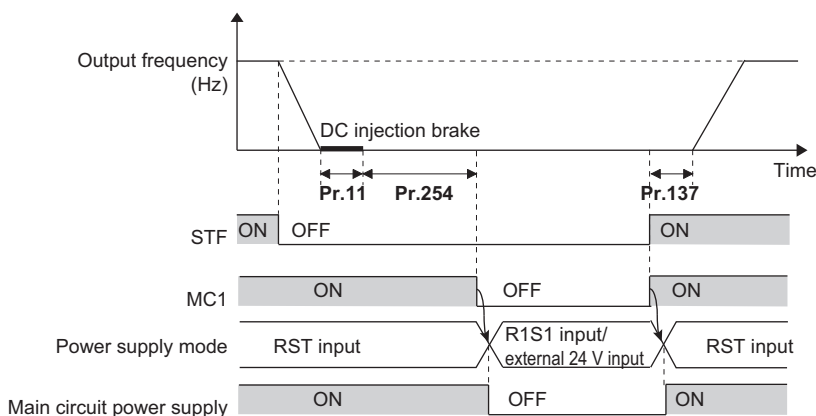 Output frequency
(Hz)
DC injection brake
Time
Pr.11
Pr.254
Pr.137
STF
ON
OFF
ON
MC1
ON
OFF
ON
Power supply mode
RST input
R1S1 input/
external 24 V input
RST input
Main circuit power supply
ON
OFF
ON